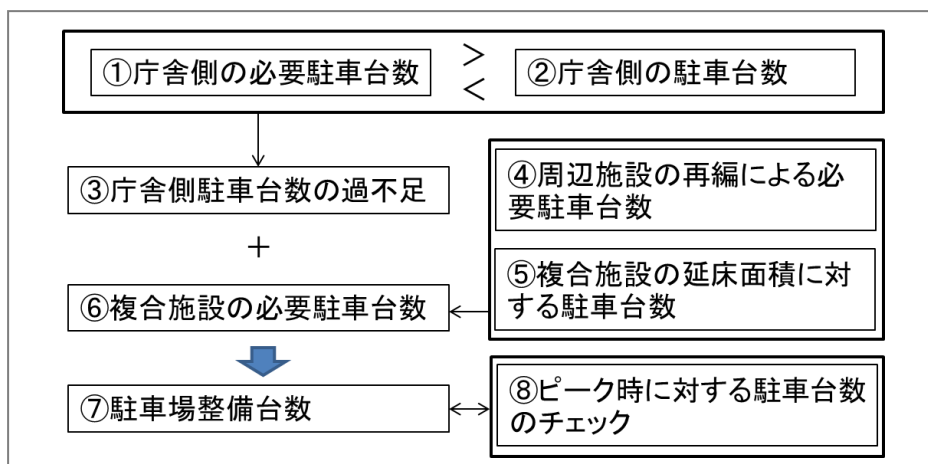 ①庁舎側の必要駐車台数
>
<
②庁舎側の駐車台数
③庁舎側駐車台数の過不足
+
⑥複合施設の必要駐車台数
④周辺施設の再編による必
要駐車台数
⑤複合施設の延床面積に対
する駐車台数
⑦駐車場整備台数
⑧ピーク時に対する駐車台数
のチェック